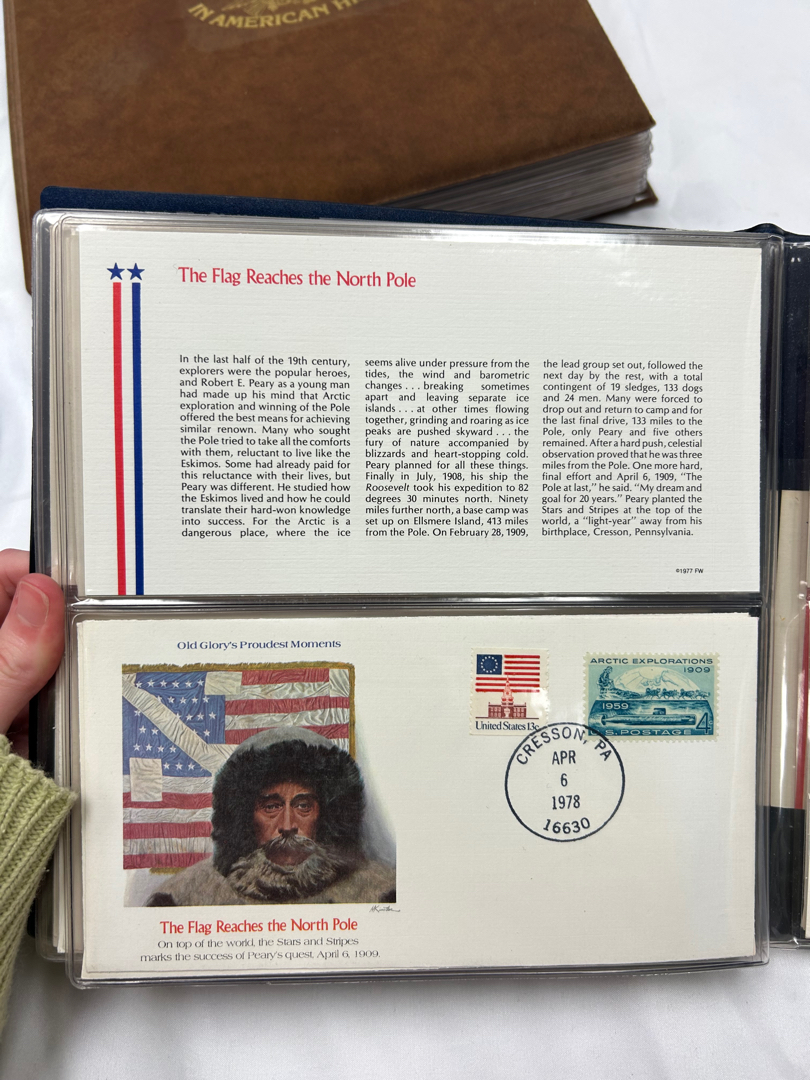 IN AMERICAN
The Flag Reaches the North Pole
In the last half of the 19th century,
explorers were the popular heroes,
and Robert E. Peary as a young man
had made up his mind that Arctic
exploration and winning of the Pole
offered the best means for achieving
similar renown. Many who sought
the Pole tried to take all the comforts
with them, reluctant to live like the
Eskimos. Some had already paid for
this reluctance with their lives, but
Peary was different. He studied how
the Eskimos lived and how he could
translate their hard-won knowledge
into success. For the Arctic is a
dangerous place, where the ice
seems alive under pressure from the
tides, the wind and barometric
changes . . . breaking sometimes
apart and leaving separate ice
islands . . . at other times flowing
together, grinding and roaring as ice
peaks are pushed skyward . . . the
fury of nature accompanied by
blizzards and heart-stopping cold.
Peary planned for all these things.
Finally in July, 1908, his ship the
Roosevelt took his expedition to 82
degrees 30 minutes north. Ninety
miles further north, a base camp was
set up on Ellsmere Island, 413 miles
from the Pole. On February 28, 1909,
the lead group set out, followed the
next day by the rest, with a total
contingent of 19 sledges, 133 dogs
and 24 men. Many were forced to
drop out and return to camp and for
the last final drive, 133 miles to the
Pole, only Peary and five others
remained. After a hard push, celestial
observation proved that he was three
miles from the Pole. One more hard,
final effort and April 6, 1909, "The
Pole at last," he said. "My dream and
goal for 20 years." Peary planted the
Stars and Stripes at the top of the
world, a "light-year" away from his
birthplace, Cresson, Pennsylvania.
©1977 FW
Old Glory's Proudest Moments
United States 13c
ARCTIC EXPLORATIONS
1909
1959
4
U.S. POSTAGE
CRESSON, PA
APR
6
1978
16630
The Flag Reaches the North Pole
On top of the world, the Stars and Stripes
marks the success of Peary's quest, April 6, 1909.